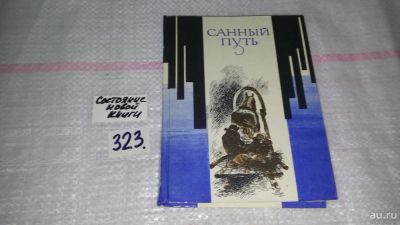 САННЫЙ
ПУТЬ
Состояние
новой
книги
323.
au.ru